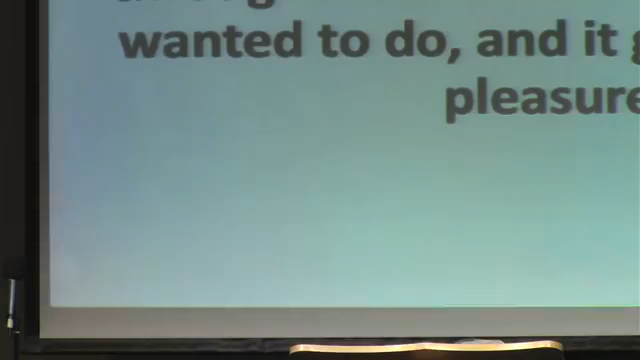 wanted to do, and it
pleasure